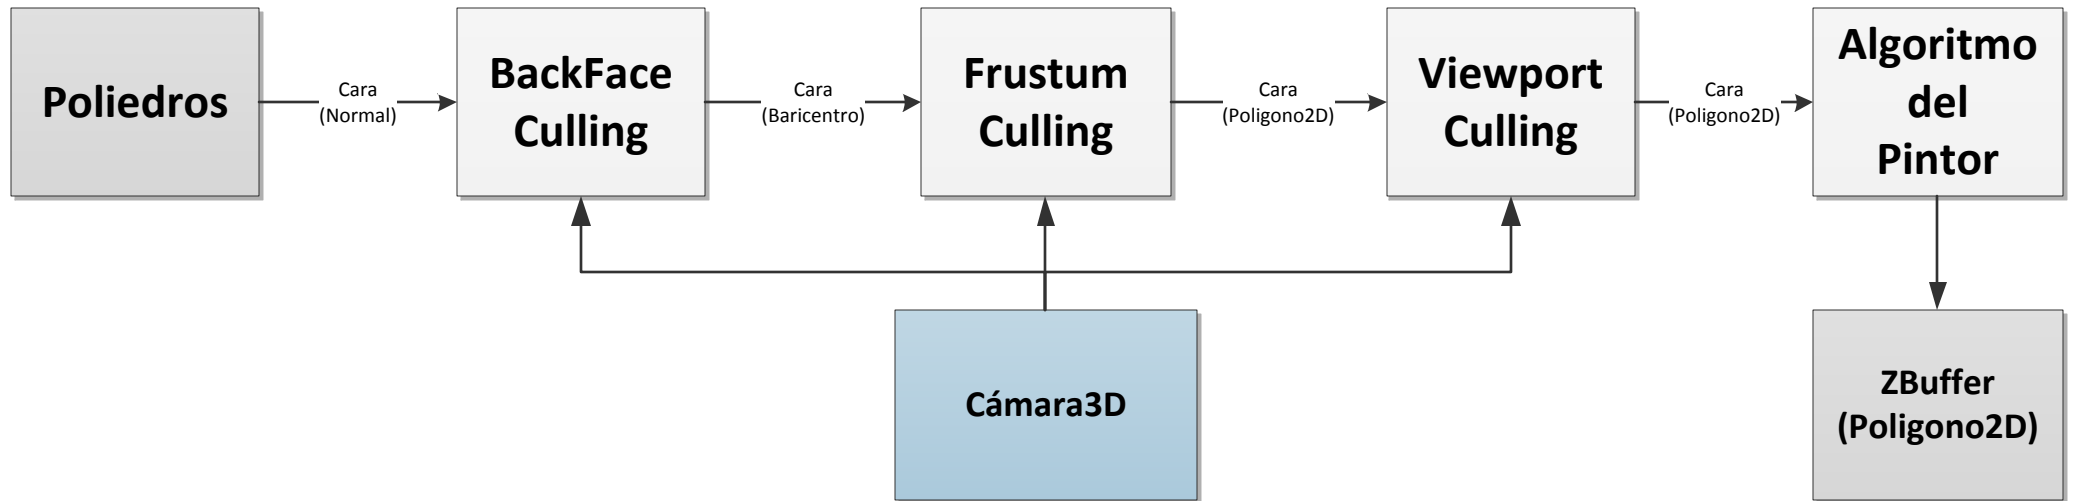 Poliedros
Cara
(Normal)
BackFace
Culling
Cara
(Baricentro)
Frustum
Culling
Cara
(Poligono2D)
Viewport
Culling
Cara
(Poligono2D)
Algoritmo
del
Pintor
Cámara3D
ZBuffer
(Poligono2D)